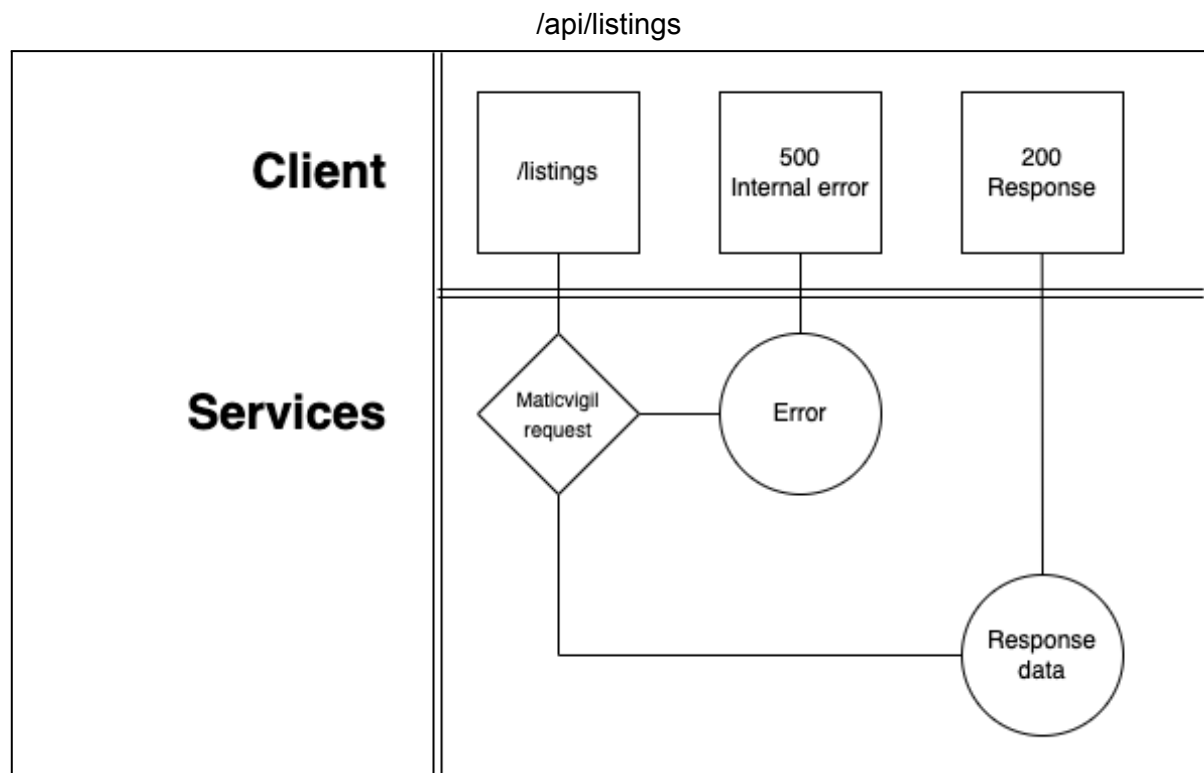 /api/listings
Client
/listings
500
Internal error
200
Response
Services
Maticvigil
request
Error
Response
data